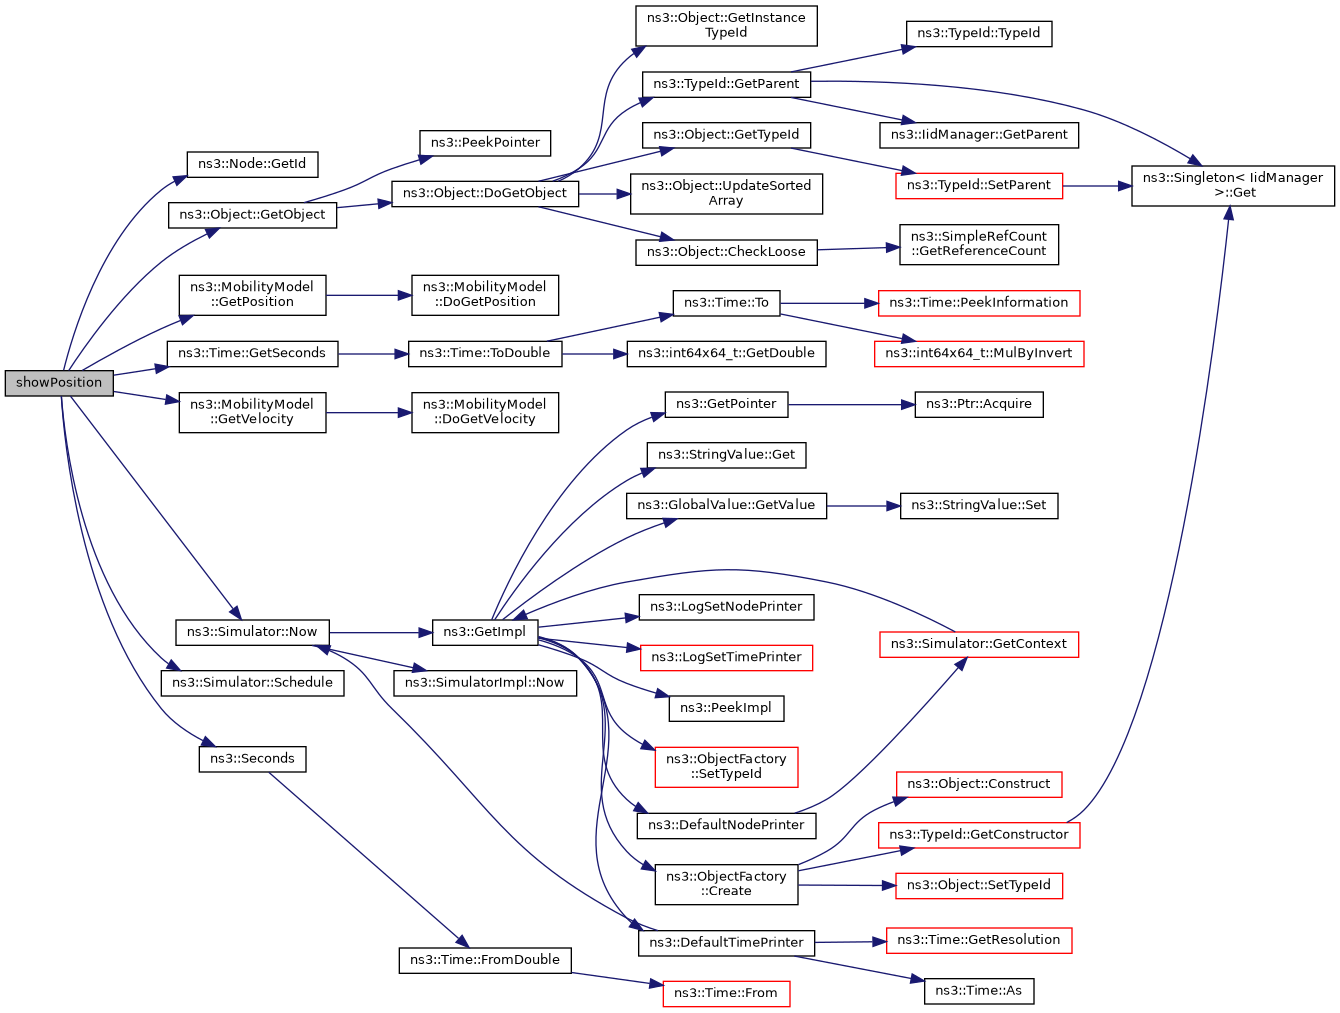 showPosition
ns3::Node::GetId
ns3::Object::GetObject
ns3::MobilityModel
::GetPosition
ns3::Time::GetSeconds
ns3::MobilityModel
::GetVelocity
ns3::Simulator::Now
ns3::Simulator::Schedule
ns3::Seconds
ns3::PeekPointer
ns3::Object::DoGetObject
ns3::MobilityModel
::DoGetPosition
ns3::Time::ToDouble
ns3::MobilityModel
::DoGetVelocity
ns3::GetImpl
ns3::SimulatorImpl::Now
ns3::Time::FromDouble
ns3::Object::GetInstance
TypeId
ns3::TypeId::GetParent
ns3::Object::GetTypeId
ns3::Object::UpdateSorted
Array
ns3::Object::CheckLoose
ns3::Time::To
ns3::int64x64_t::GetDouble
ns3::GetPointer
ns3::StringValue::Get
ns3::GlobalValue::GetValue
ns3::LogSetNodePrinter
ns3::LogSetTimePrinter
ns3::PeekImpl
ns3::ObjectFactory
::SetTypeId
ns3::DefaultNodePrinter
ns3::ObjectFactory
::Create
ns3::DefaultTimePrinter
ns3::Time::From
ns3::TypeId::TypeId
ns3::IidManager::GetParent
ns3::TypeId::SetParent
ns3::SimpleRefCount
::GetReferenceCount
ns3::Time::PeekInformation
ns3::int64x64_t::MulByInvert
ns3::Ptr::Acquire
ns3::StringValue::Set
ns3::Simulator::GetContext
ns3::Object::Construct
ns3::TypeId::GetConstructor
ns3::Object::SetTypeId
ns3::Time::GetResolution
ns3::Time::As
ns3::Singleton< IidManager
>::Get